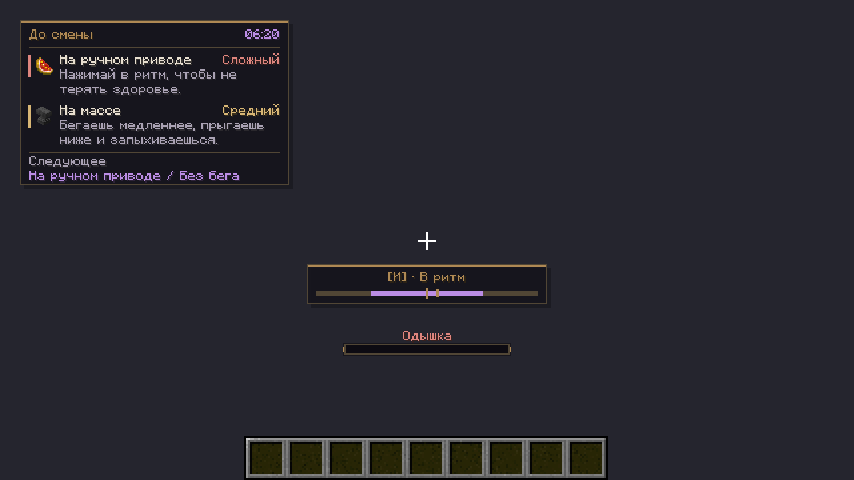 До смены 06:20
На ручном приводе Сложный
Нажимай в ритм, чтобы не
терять здоровье.
На массе Средний
Бегаешь медленнее, прыгаешь
ниже и запыхиваешься.
Следующее
На ручном приводе / Без бега
[И] · В ритм
Одышка